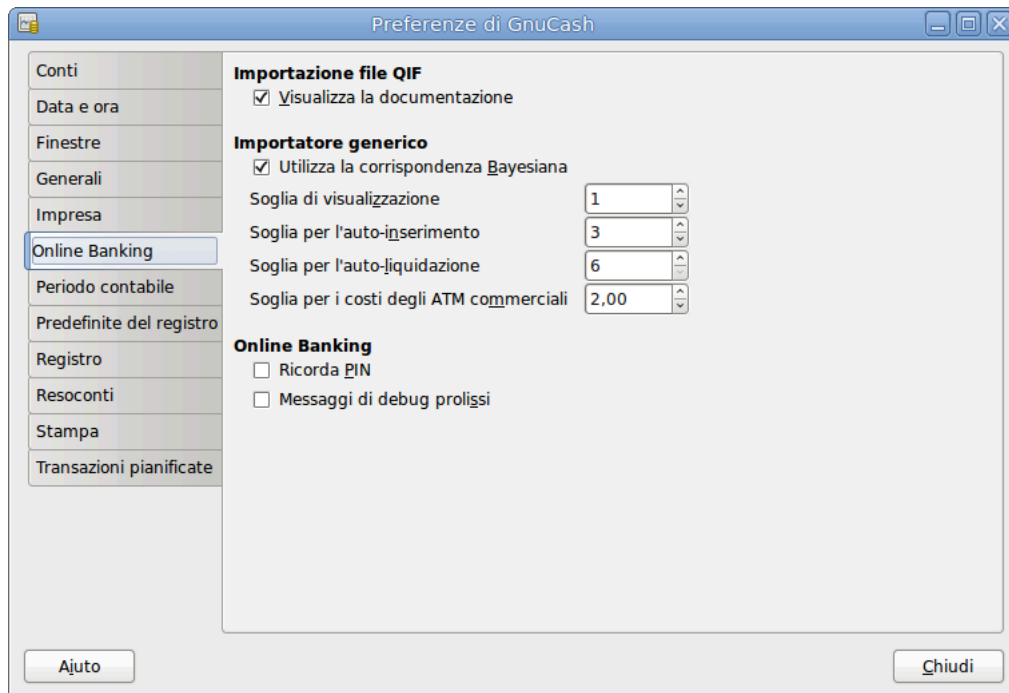 Preferenze di GnuCash
Conti
Data e ora
Finestre
Generali
Impresa
Online Banking
Periodo contabile
Predefinite del registro
Registro
Resoconti
Stampa
Transazioni pianificate
Importazione file QIF
Visualizza la documentazione
Importatore generico
Utilizza la corrispondenza Bayesiana
Soglia di visualizzazione 1
Soglia per l'auto-inserimento 3
Soglia per l'auto-liquidazione 6
Soglia per i costi degli ATM commerciali 2,00
Online Banking
Ricorda PIN
Messaggi di debug prolissi
Aiuto
Chiudi